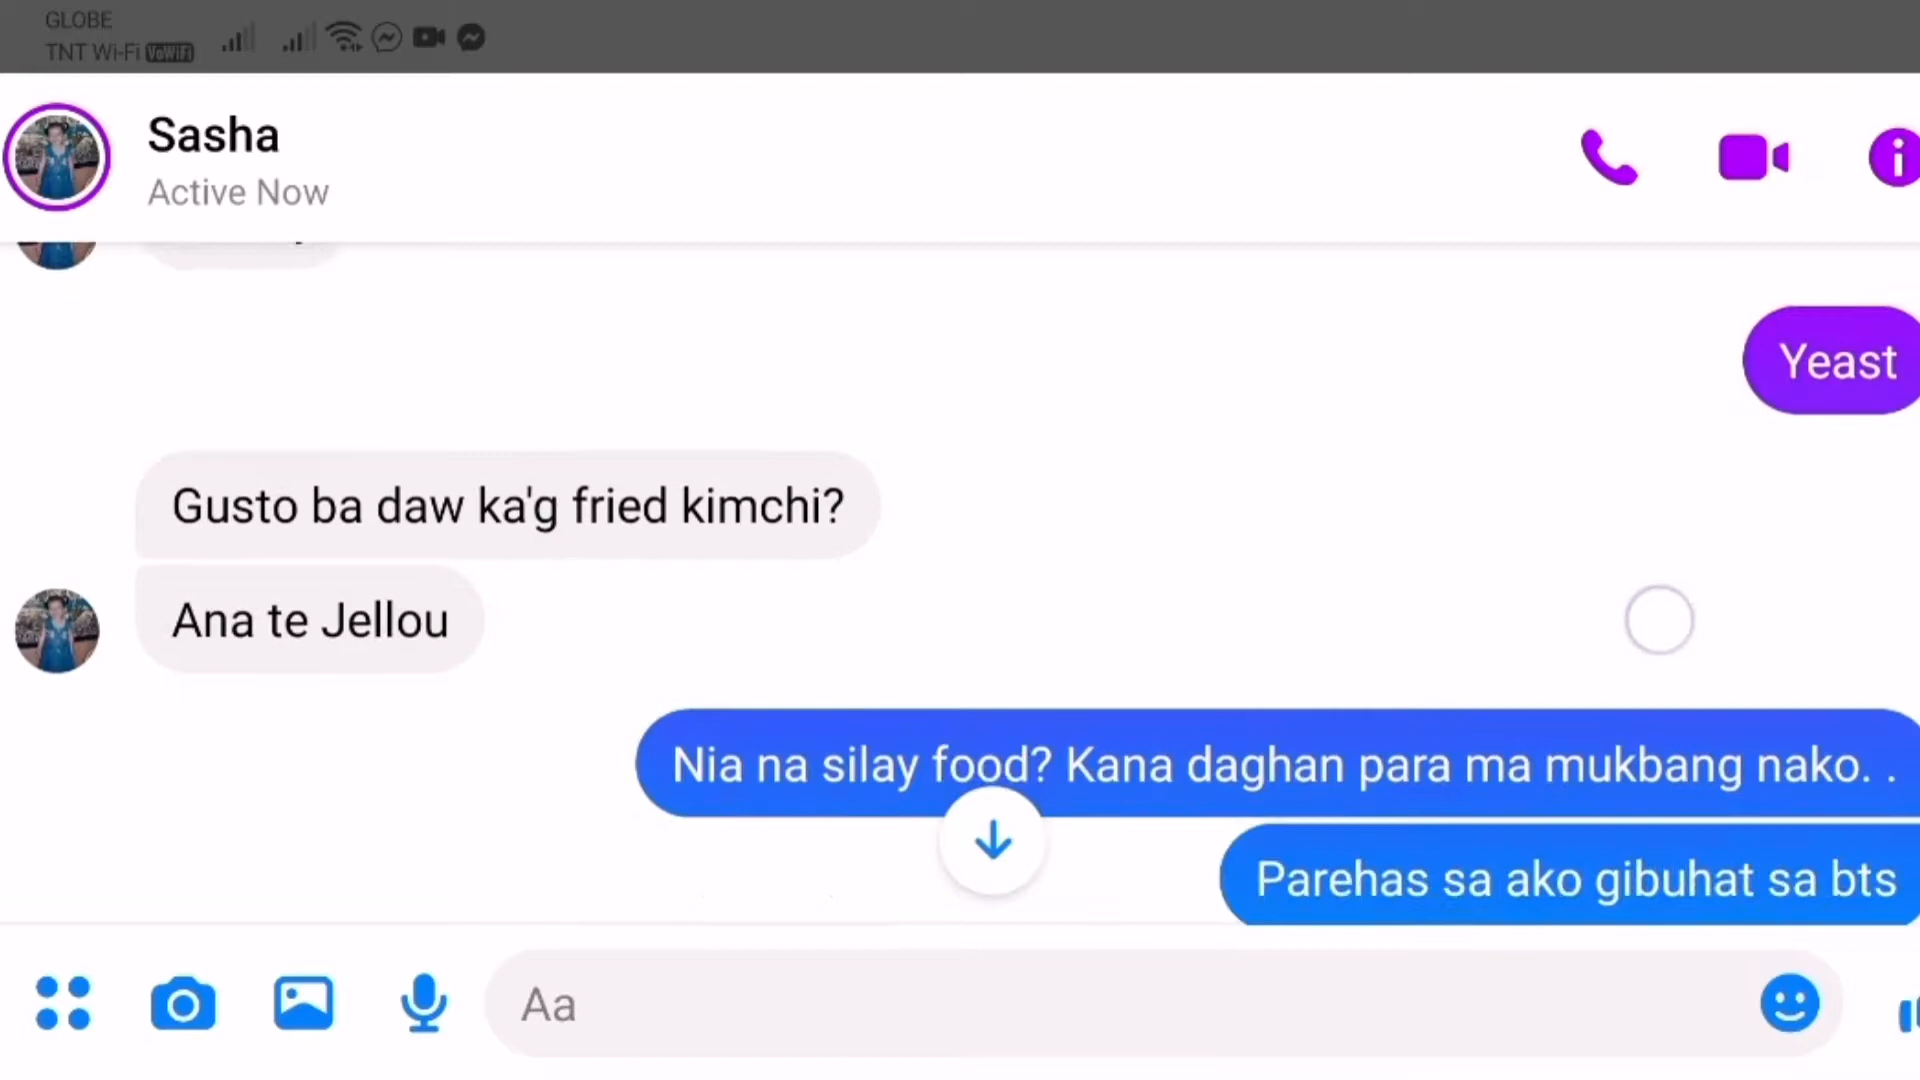 GLOBE
TNT Wi-Fi VoWiFi
Sasha
Active Now
Yeast
Gusto ba daw ka'g fried kimchi?
Ana te Jellou
Nia na silay food? Kana daghan para ma mukbang nako. .
Parehas sa ako gibuhat sa bts
Aa